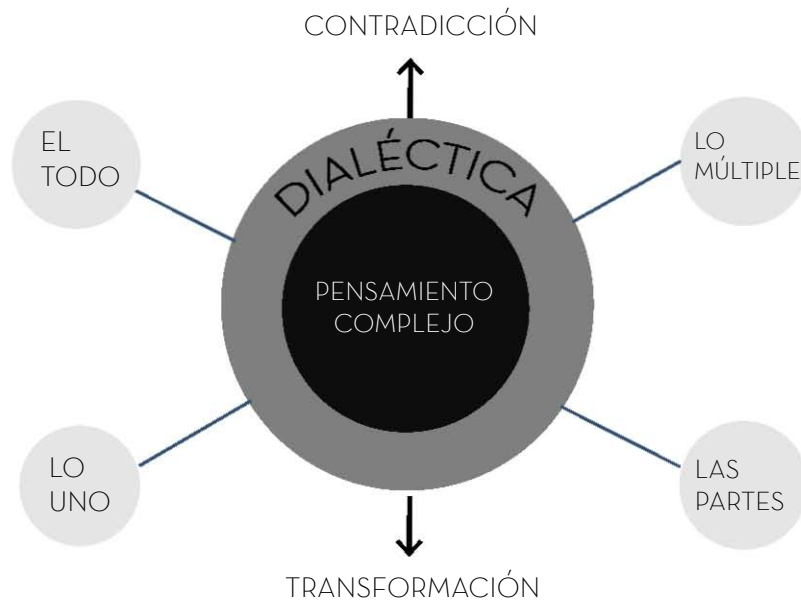 CONTRADICCIÓN
EL
TODO
LO
MÚLTIPLE
DIALÉCTICA
PENSAMIENTO
COMPLEJO
LO
UNO
LAS
PARTES
TRANSFORMACIÓN